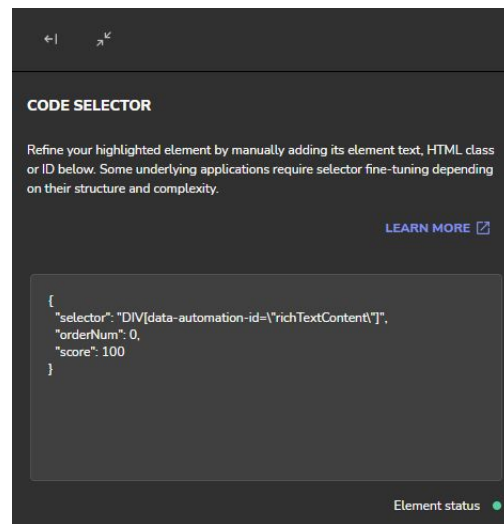 CODE SELECTOR
Refine your highlighted element by manually adding its element text, HTML class
or ID below. Some underlying applications require selector fine-tuning depending
on their structure and complexity.
LEARN MORE
{
"selector": "DIV[data-automation-id=\"richTextContent\"]",
"orderNum": 0,
"score": 100
}
Element status